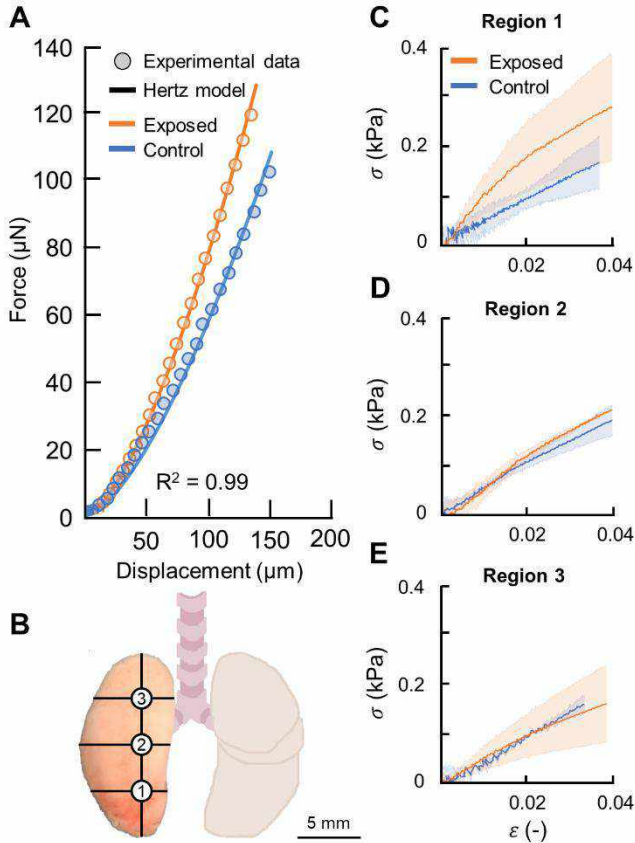 A
140
120
100
80
60
40
20
0
Force (µN)
Experimental data
Hertz model
Exposed
Control
R² = 0.99
50
100
150
200
Displacement (µm)
B
3
2
1
5 mm
C
Region 1
0.4
0.2
0
σ (kPa)
Exposed
Control
0.02
0.04
D
Region 2
0.4
0.2
0
σ (kPa)
0.02
0.04
E
Region 3
0.4
0.2
0
σ (kPa)
0.02
0.04
ε (-)